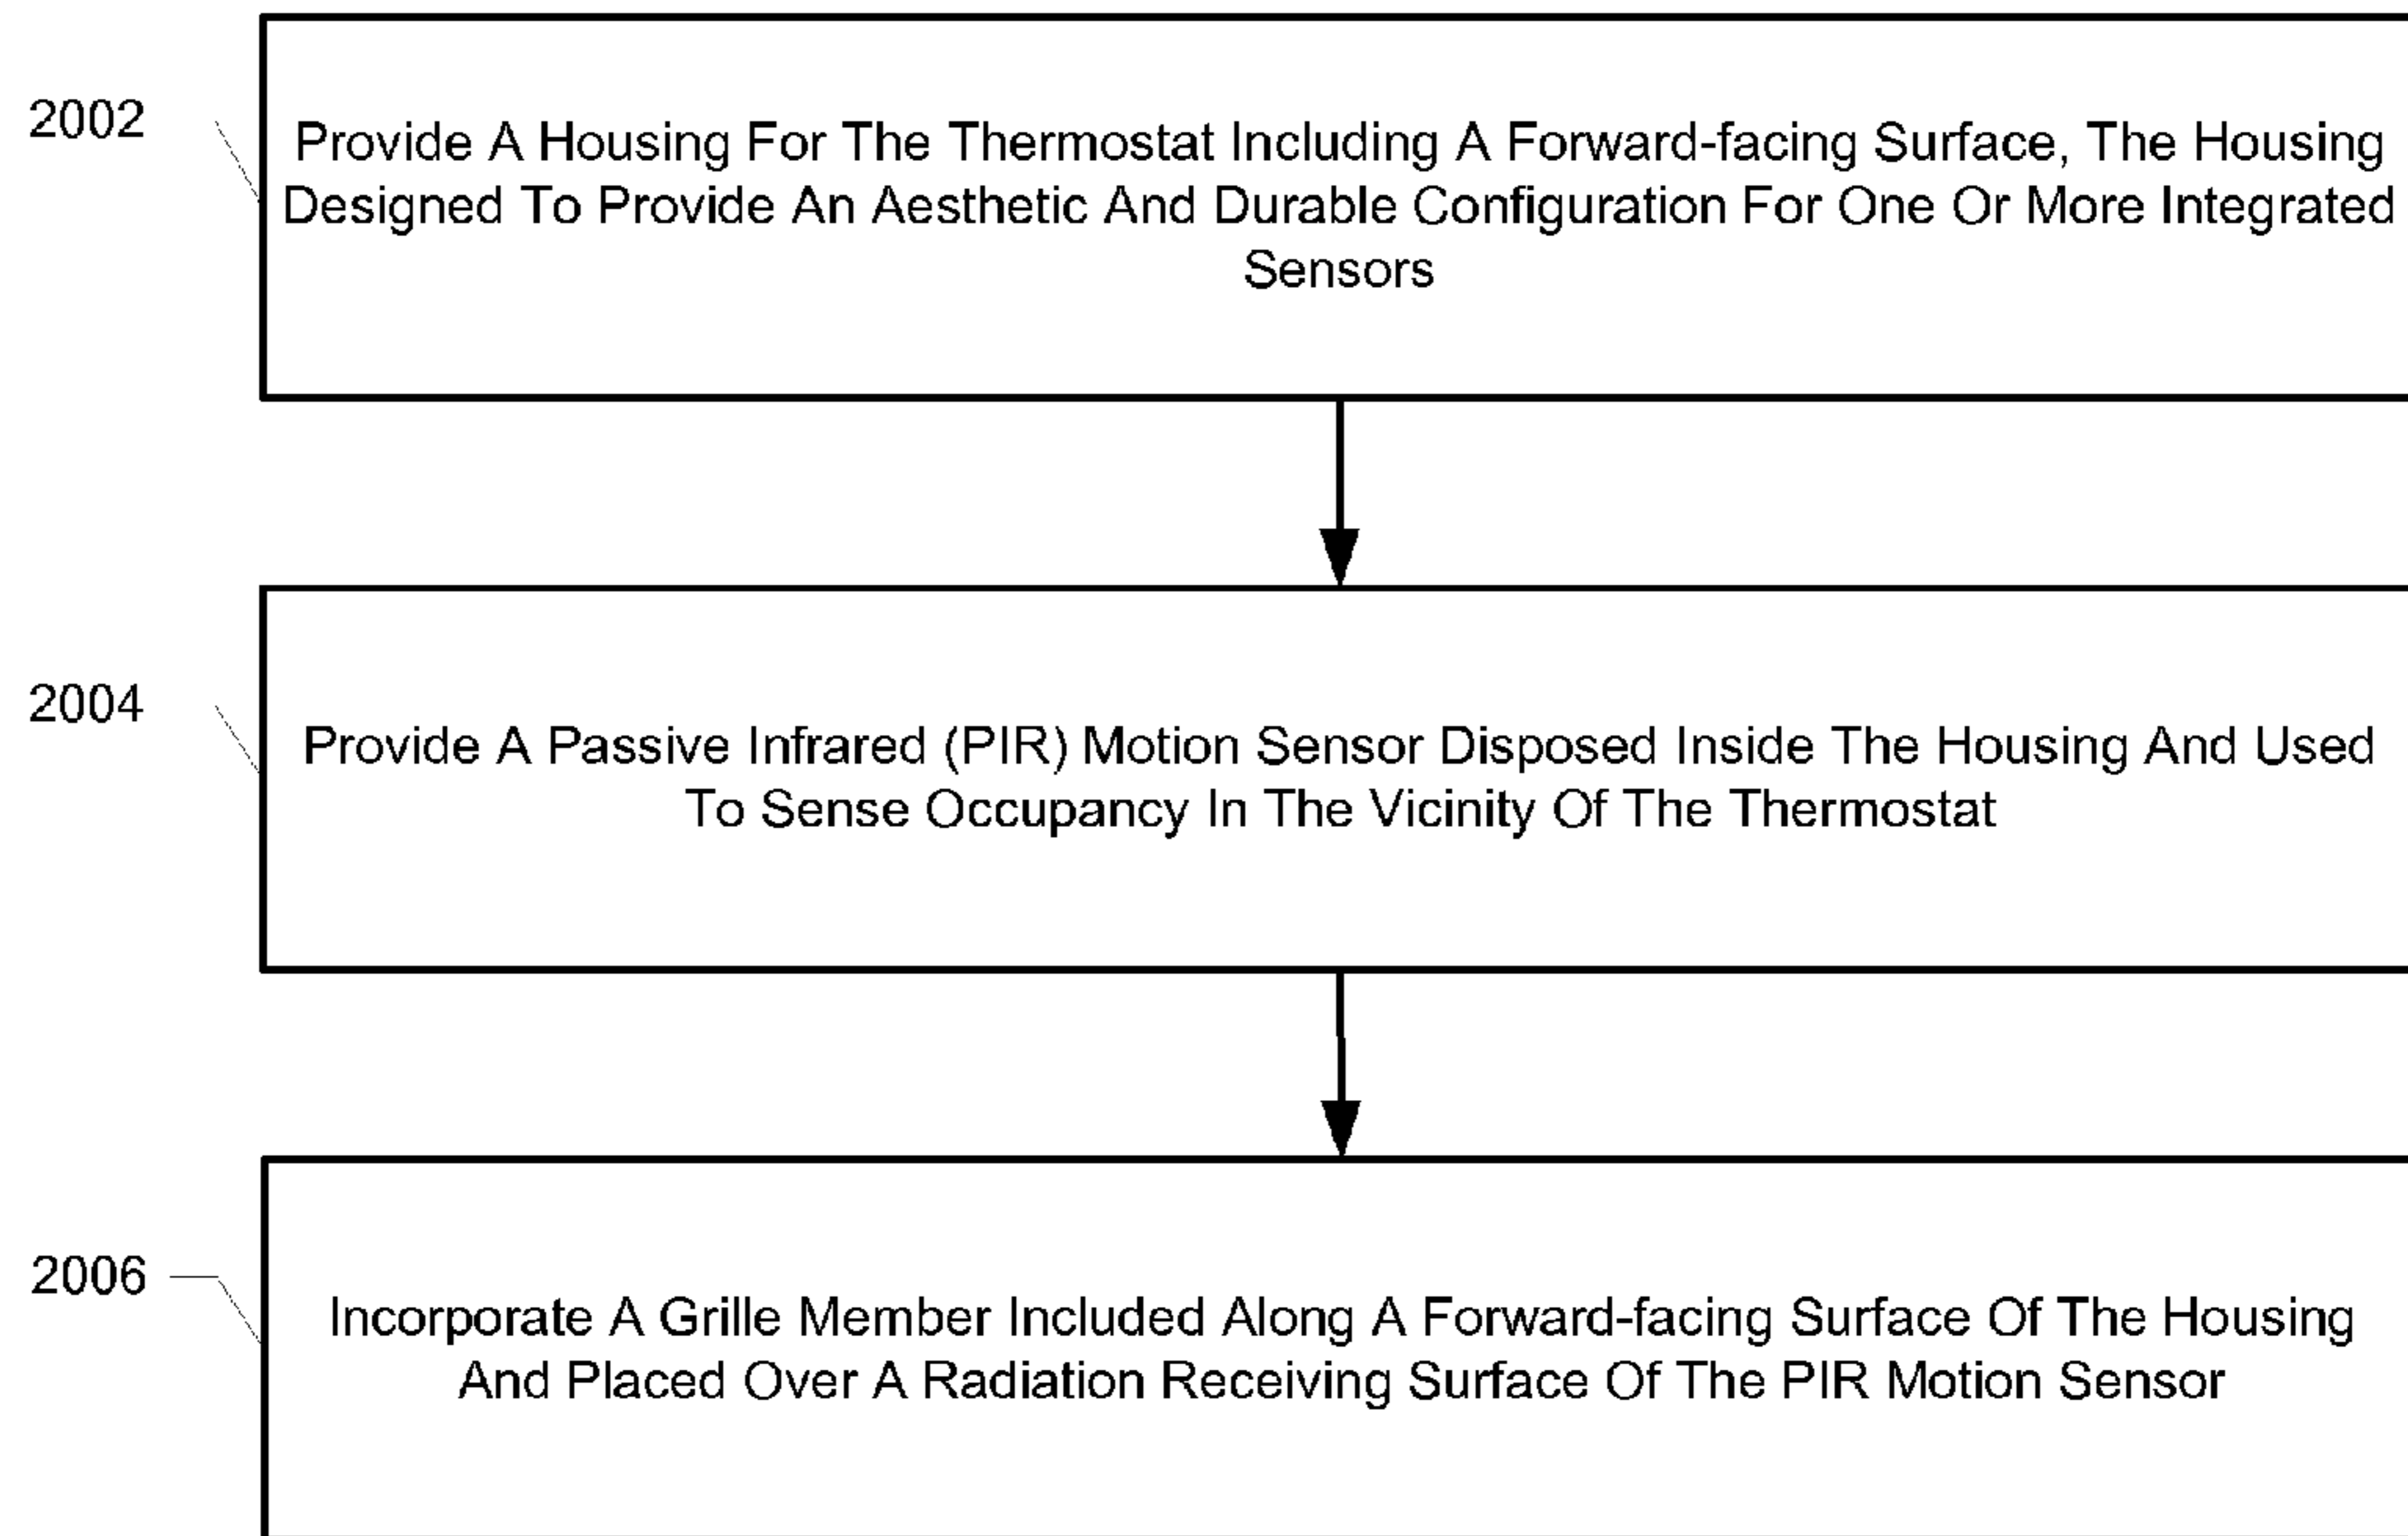 2002
Provide A Housing For The Thermostat Including A Forward-facing Surface, The Housing
Designed To Provide An Aesthetic And Durable Configuration For One Or More Integrated
Sensors
2004
Provide A Passive Infrared (PIR) Motion Sensor Disposed Inside The Housing And Used
To Sense Occupancy In The Vicinity Of The Thermostat
2006
Incorporate A Grille Member Included Along A Forward-facing Surface Of The Housing
And Placed Over A Radiation Receiving Surface Of The PIR Motion Sensor